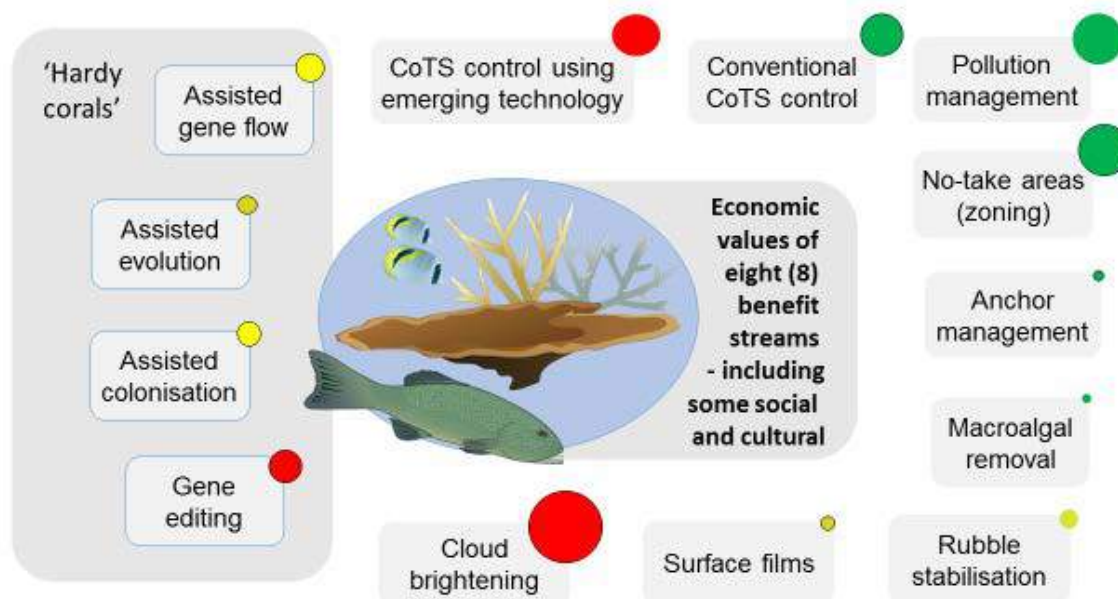 'Hardy
corals'
Assisted
gene flow
Assisted
evolution
Assisted
colonisation
Gene
editing
CoTS control using
emerging technology
Conventional
CoTS control
Pollution
management
No-take areas
(zoning)
Anchor
management
Macroalgal
removal
Economic
values of
eight (8)
benefit
streams
- including
some social
and cultural
Cloud
brightening
Surface films
Rubble
stabilisation